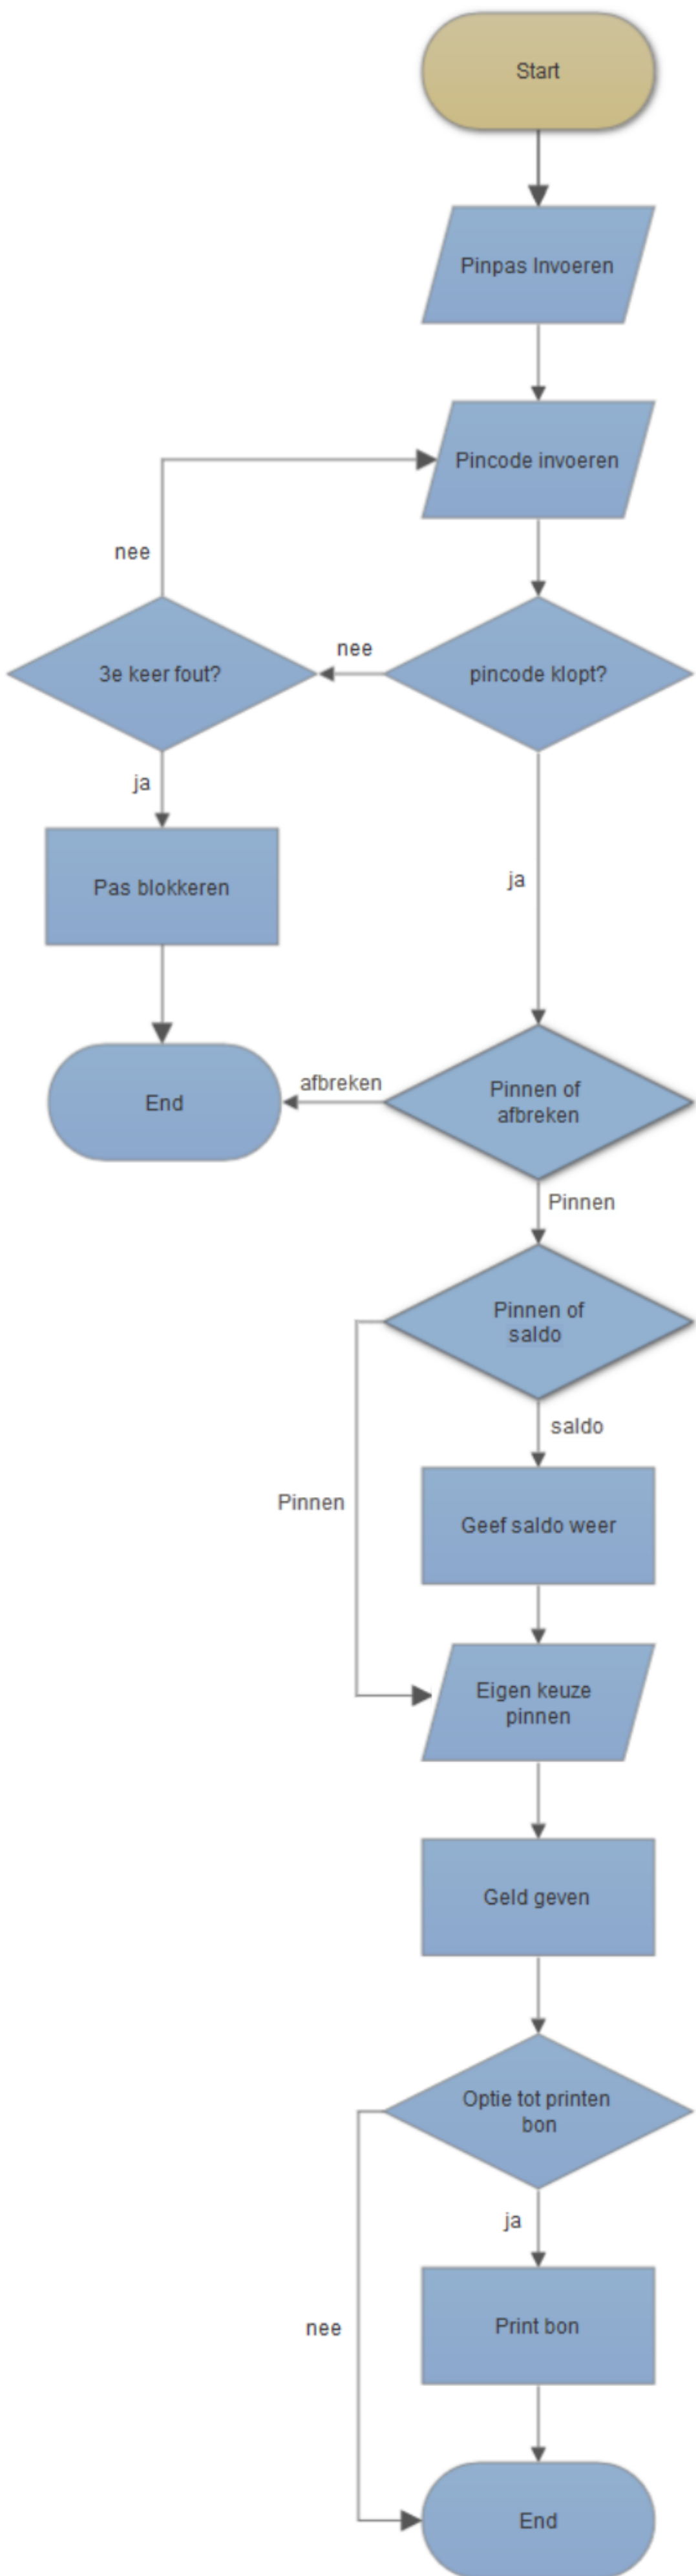 Start
Pinpas Invoeren
Pincode invoeren
nee
3e keer fout?
nee
pincode klopt?
ja
Pas blokkeren
ja
End
afbreken
Pinnen of
afbreken
Pinnen
Pinnen of
saldo
saldo
Pinnen
Geef saldo weer
Eigen keuze
pinnen
Geld geven
Optie tot printen
bon
ja
nee
Print bon
End